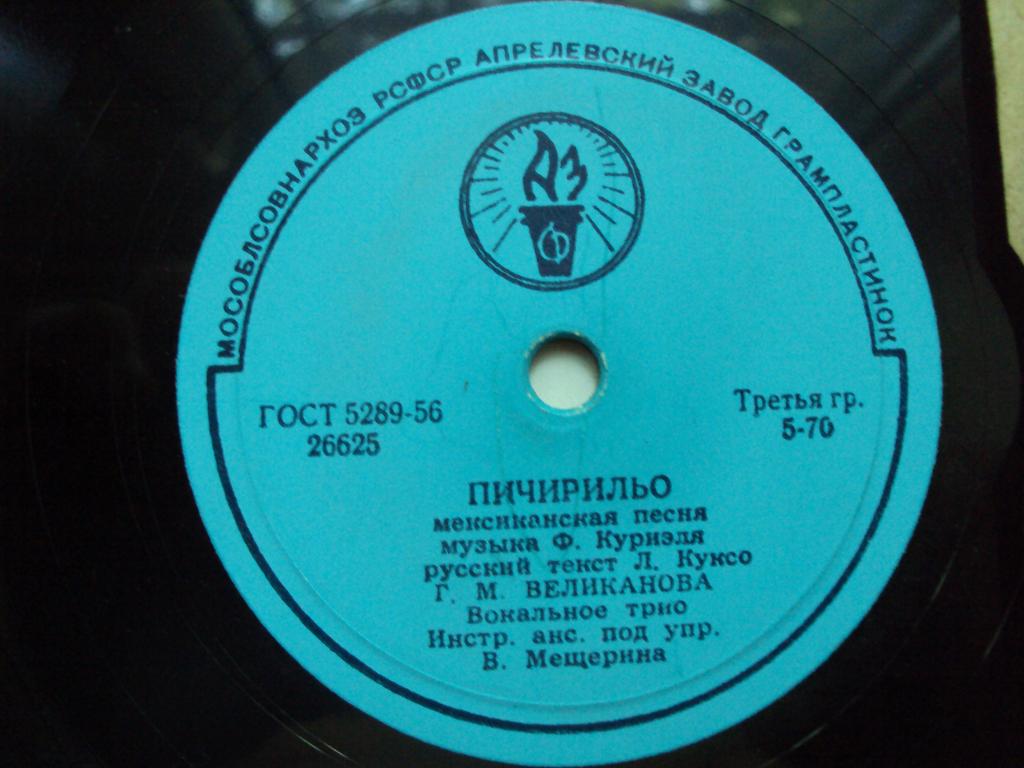 МОСОБЛСОВНАРХОЗ РСФСР АПРЕЛЕВСКИЙ ЗАВОД ГРАМПЛАСТИНОК
АЗ
Ф
ГОСТ 5289-56
26625
Третья гр.
5-70
ПИЧИРИЛЬО
мексиканская песня
музыка Ф. Куриэля
русский текст Л. Куксо
Г. М. ВЕЛИКАНОВА
Вокальное трио
Инстр. анс. под упр.
В. Мещерина